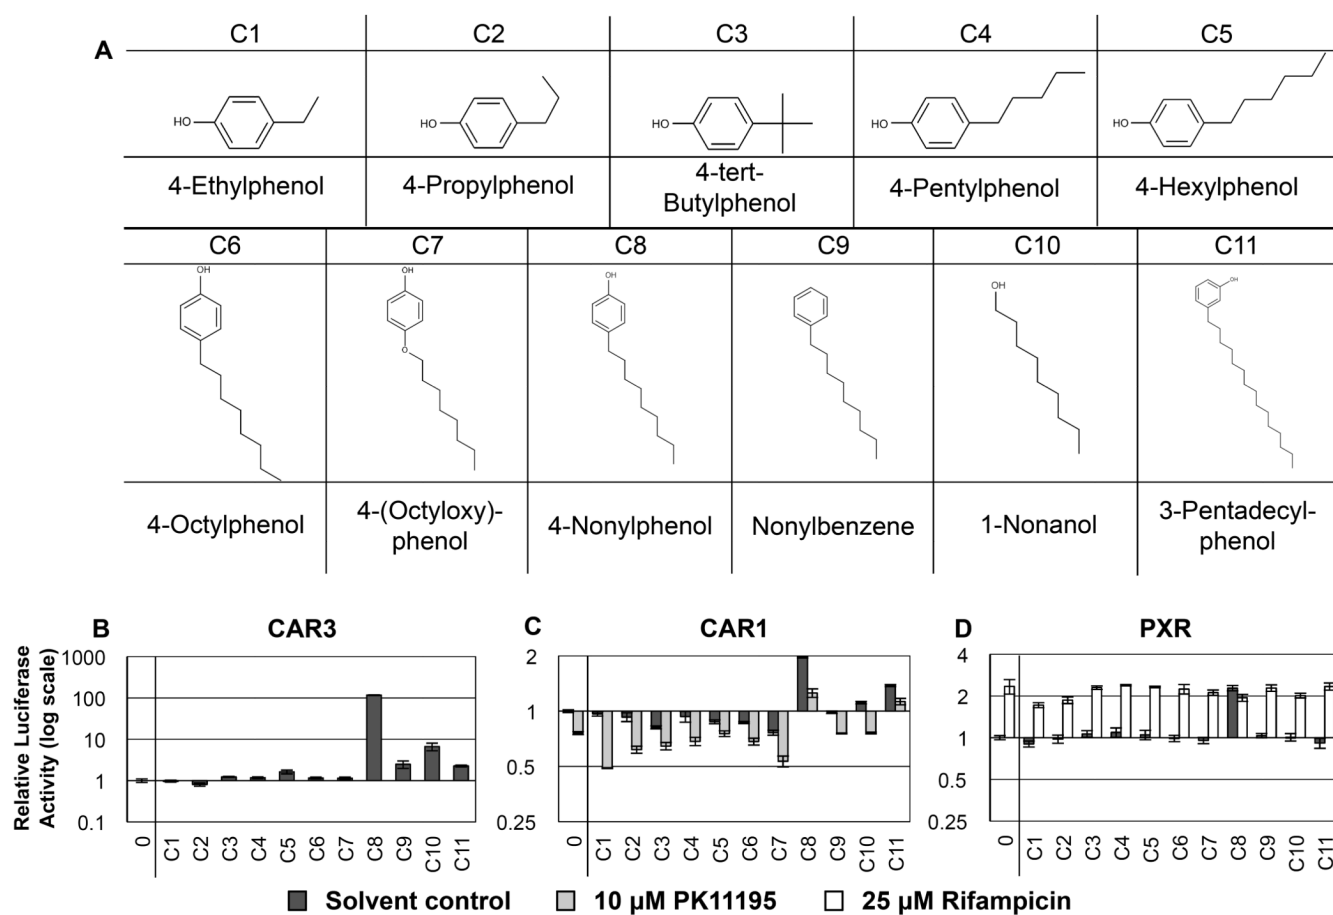 A
C1 C2 C3 C4 C5
HO HO HO HO HO
4-Ethylphenol 4-Propylphenol 4-tert-
Butylphenol 4-Pentylphenol 4-Hexylphenol
C6 C7 C8 C9 C10 C11
OH OH OH OH OH
O
4-Octylphenol 4-(Octyloxy)-
phenol 4-Nonylphenol Nonylbenzene 1-Nonanol 3-Pentadecyl-
phenol
B CAR3
Relative Luciferase
Activity (log scale)
1000
100
10
1
0.1
0 C1 C2 C3 C4 C5 C6 C7 C8 C9 C10 C11
C CAR1
2
1
0.5
0.25
0 C1 C2 C3 C4 C5 C6 C7 C8 C9 C10 C11
D PXR
4
2
1
0.5
0.25
0 C1 C2 C3 C4 C5 C6 C7 C8 C9 C10 C11
Solvent control 10 µM PK11195 25 µM Rifampicin